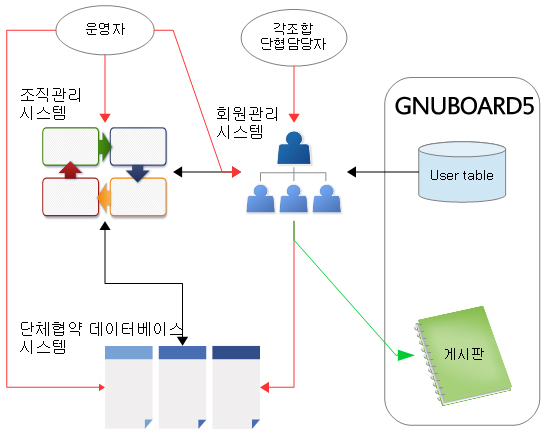 운영자
각조합
단협담당자
조직관리
시스템
회원관리
시스템
GNUBOARD5
User table
단체협약 데이터베이스
시스템
게시판